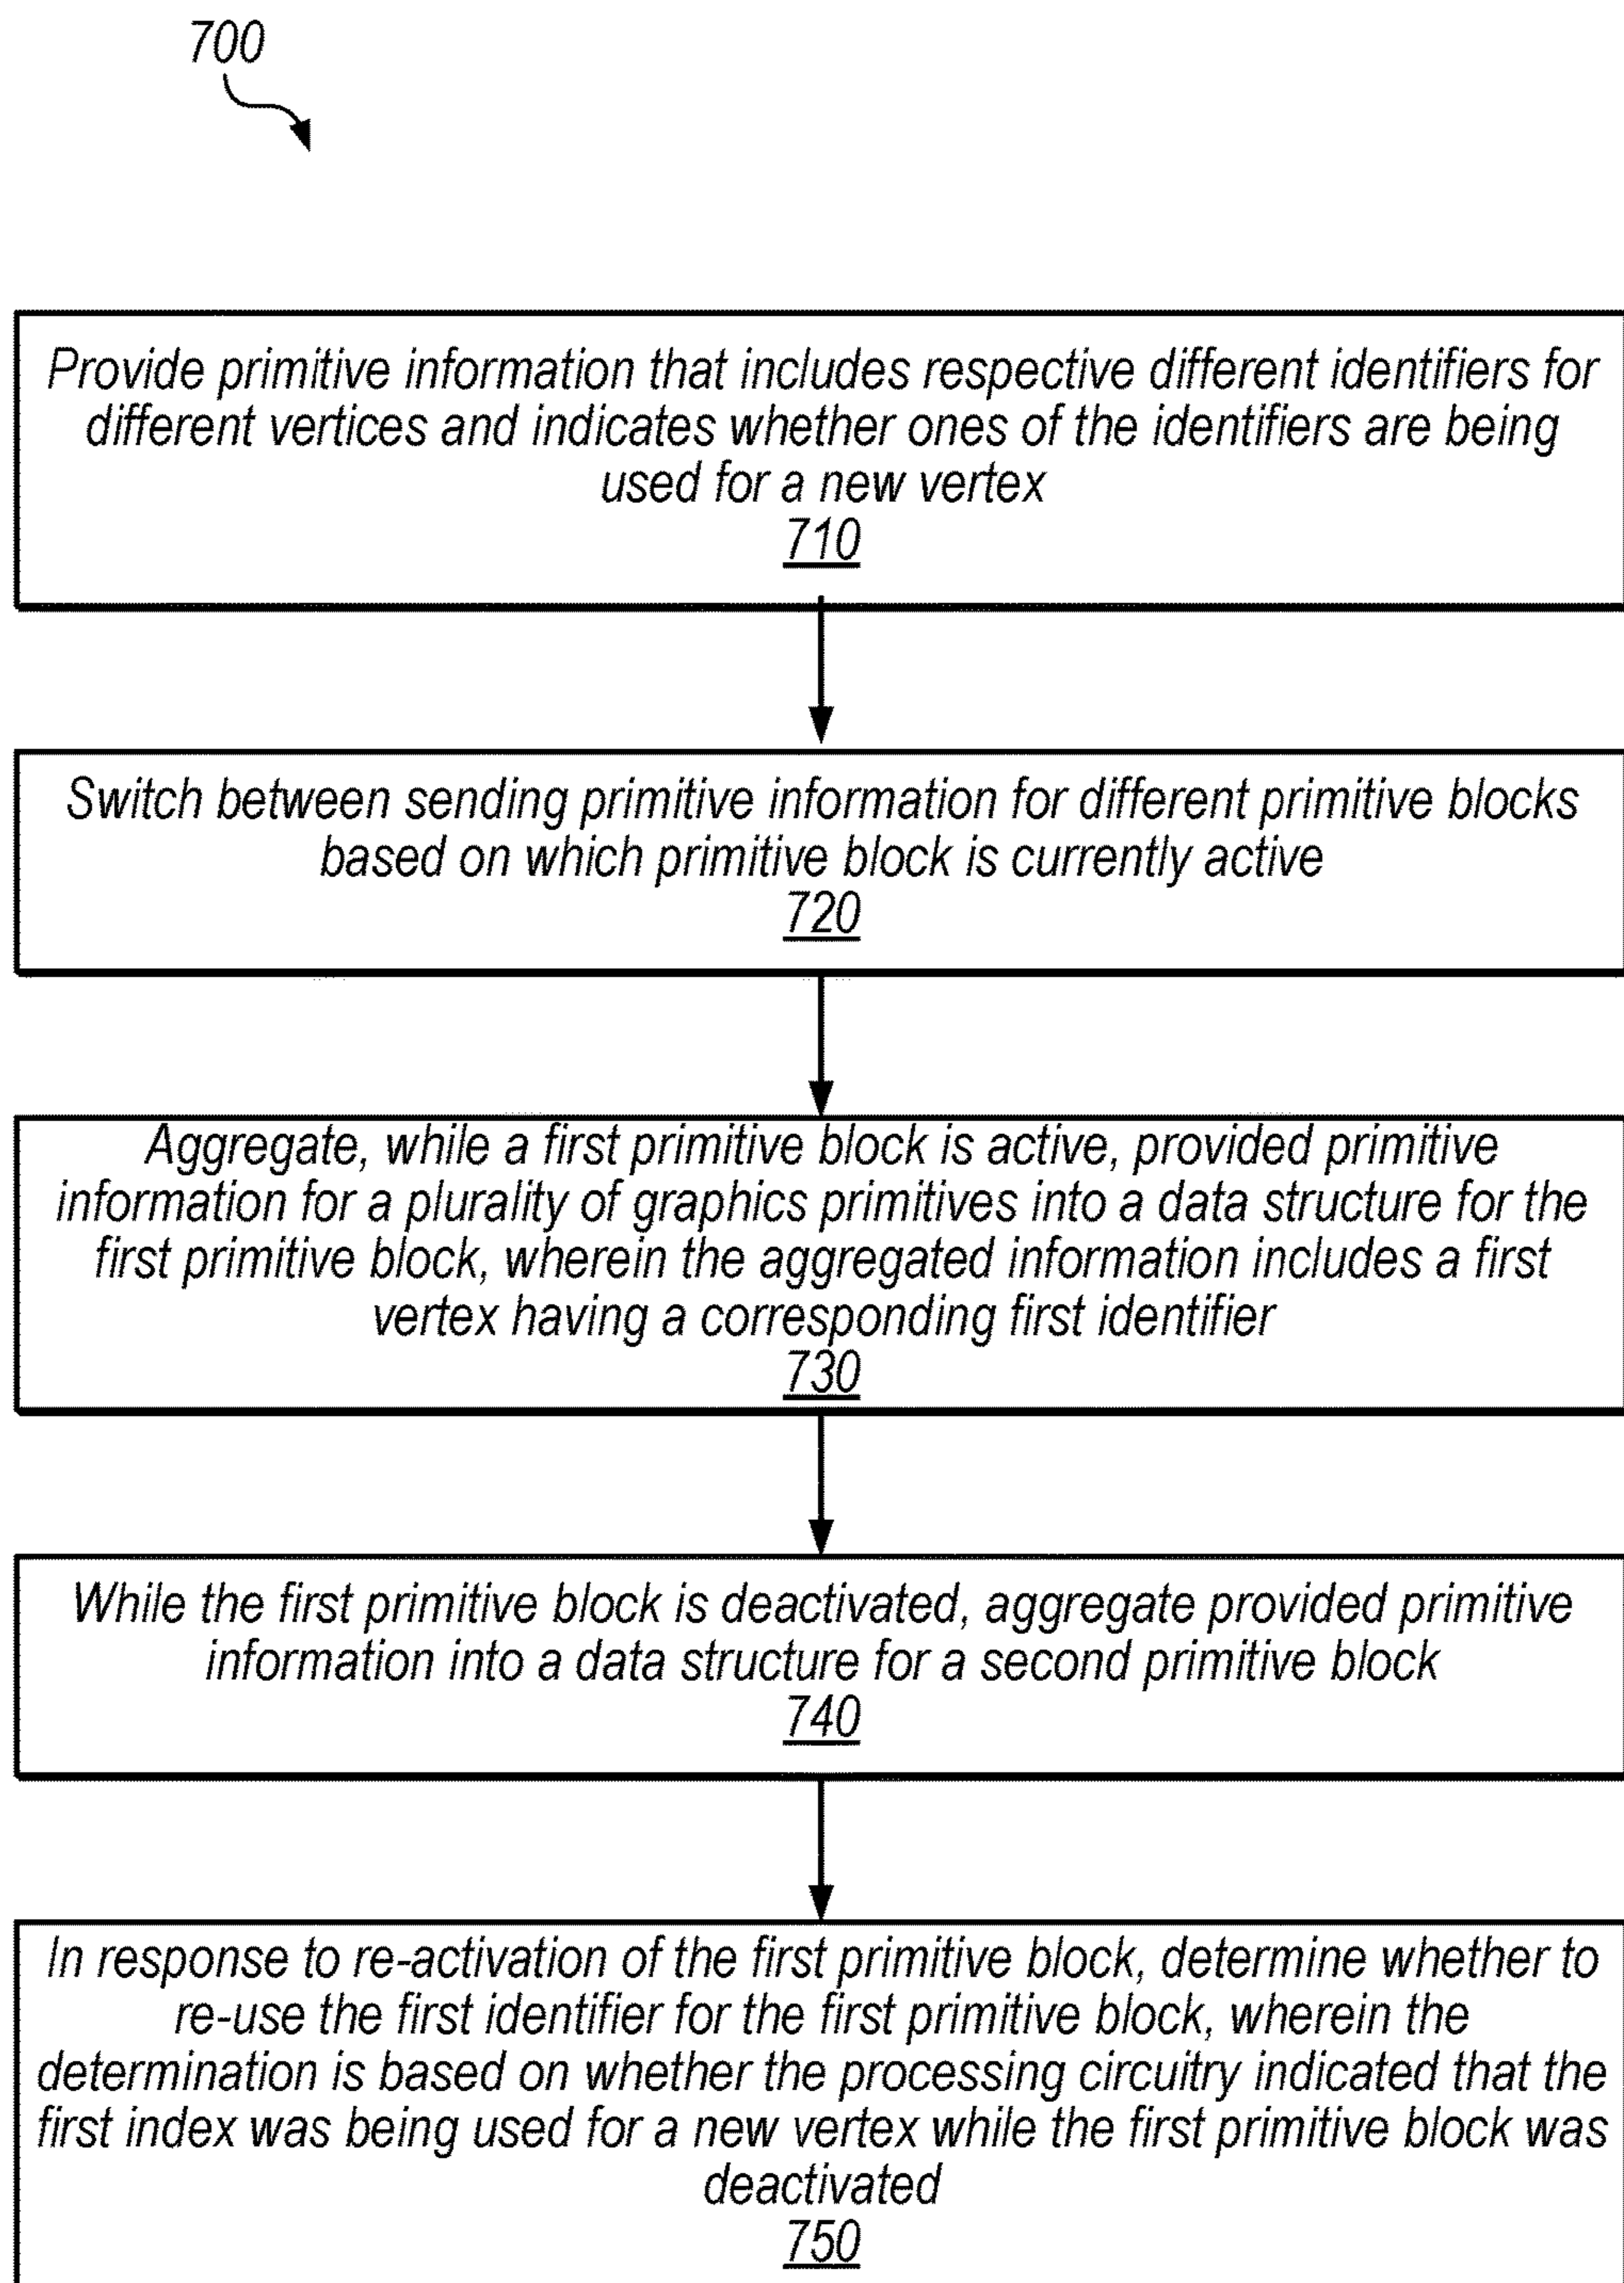 700
Provide primitive information that includes respective different identifiers for
different vertices and indicates whether ones of the identifiers are being
used for a new vertex
710
Switch between sending primitive information for different primitive blocks
based on which primitive block is currently active
720
Aggregate, while a first primitive block is active, provided primitive
information for a plurality of graphics primitives into a data structure for the
first primitive block, wherein the aggregated information includes a first
vertex having a corresponding first identifier
730
While the first primitive block is deactivated, aggregate provided primitive
information into a data structure for a second primitive block
740
In response to re-activation of the first primitive block, determine whether to
re-use the first identifier for the first primitive block, wherein the
determination is based on whether the processing circuitry indicated that the
first index was being used for a new vertex while the first primitive block was
deactivated
750